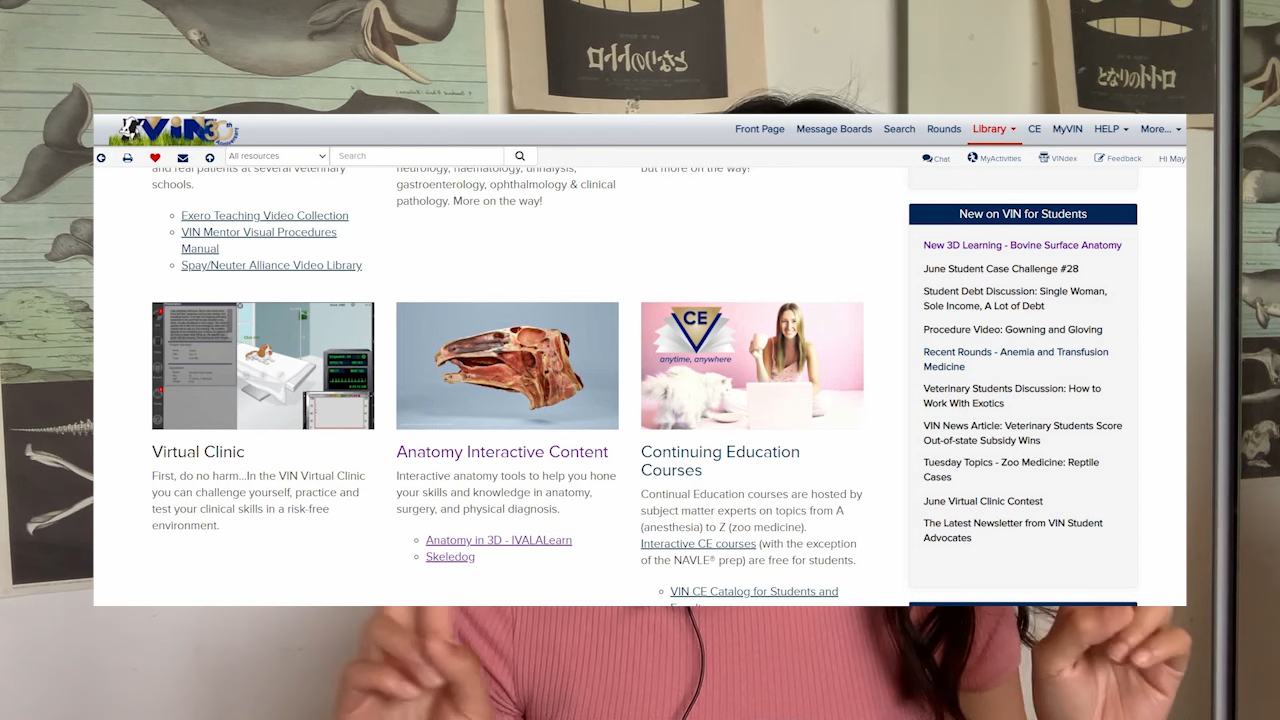 となりのトトロ
となりのトトロ
VIN 30th
Front Page Message Boards Search Rounds Library CE MyVIN HELP More...
All resources Search Chat MyActivities VINdex Feedback Hi May
and real patients at several veterinary
schools.
Exero Teaching Video Collection
VIN Mentor Visual Procedures
Manual
Spay/Neuter Alliance Video Library
neurology, haematology, urinalysis,
gastroenterology, ophthalmology & clinical
pathology. More on the way!
but more on the way!
Virtual Clinic
First, do no harm...In the VIN Virtual Clinic
you can challenge yourself, practice and
test your clinical skills in a risk-free
environment.
Anatomy Interactive Content
Interactive anatomy tools to help you hone
your skills and knowledge in anatomy,
surgery, and physical diagnosis.
Anatomy in 3D - IVALALearn
Skeledog
CE
anytime, anywhere
Continuing Education
Courses
Continual Education courses are hosted by
subject matter experts on topics from A
(anesthesia) to Z (zoo medicine).
Interactive CE courses (with the exception
of the NAVLE® prep) are free for students.
VIN CE Catalog for Students and
New on VIN for Students
New 3D Learning - Bovine Surface Anatomy
June Student Case Challenge #28
Student Debt Discussion: Single Woman,
Sole Income, A Lot of Debt
Procedure Video: Gowning and Gloving
Recent Rounds - Anemia and Transfusion
Medicine
Veterinary Students Discussion: How to
Work With Exotics
VIN News Article: Veterinary Students Score
Out-of-state Subsidy Wins
Tuesday Topics - Zoo Medicine: Reptile
Cases
June Virtual Clinic Contest
The Latest Newsletter from VIN Student
Advocates